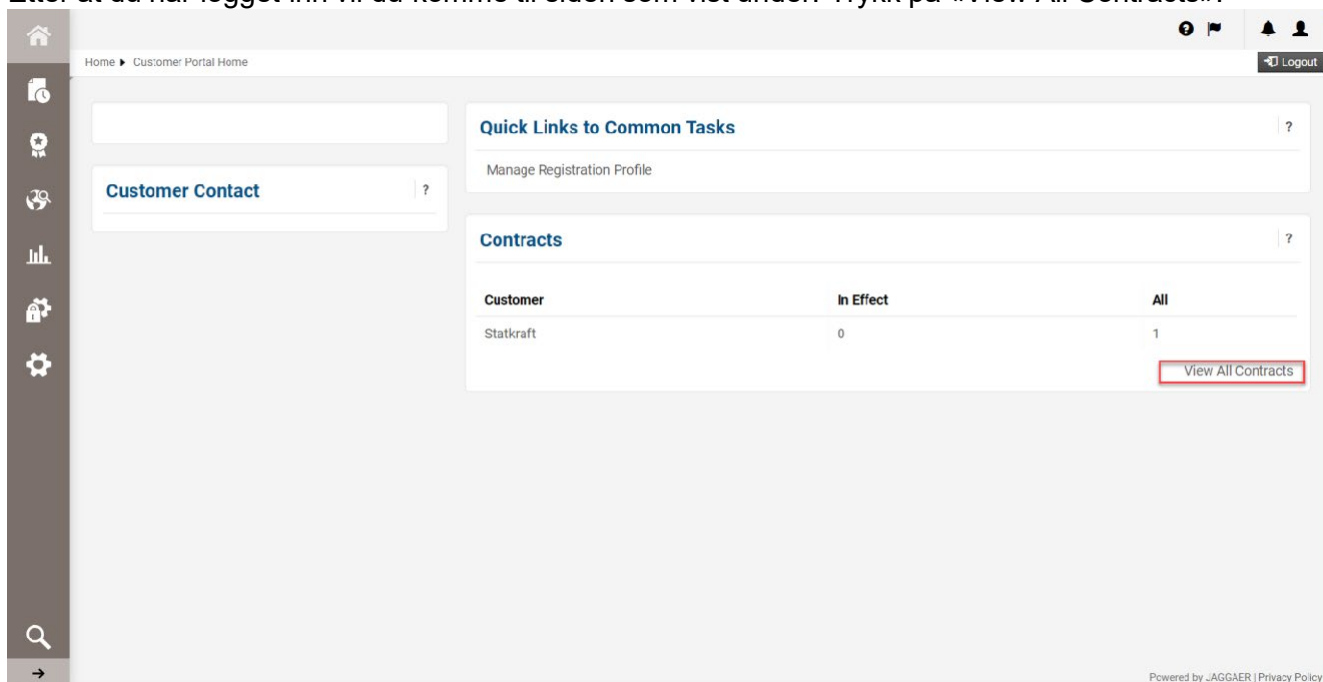 Etter at du har logget inn vil du komme til siden som vist under. Trykk på «View All Contracts».
Home ▸ Customer Portal Home
Logout
Quick Links to Common Tasks ?
Manage Registration Profile
Customer Contact ?
Contracts ?
Customer In Effect All
Statkraft 0 1
View All Contracts
Powered by JAGGAER | Privacy Policy